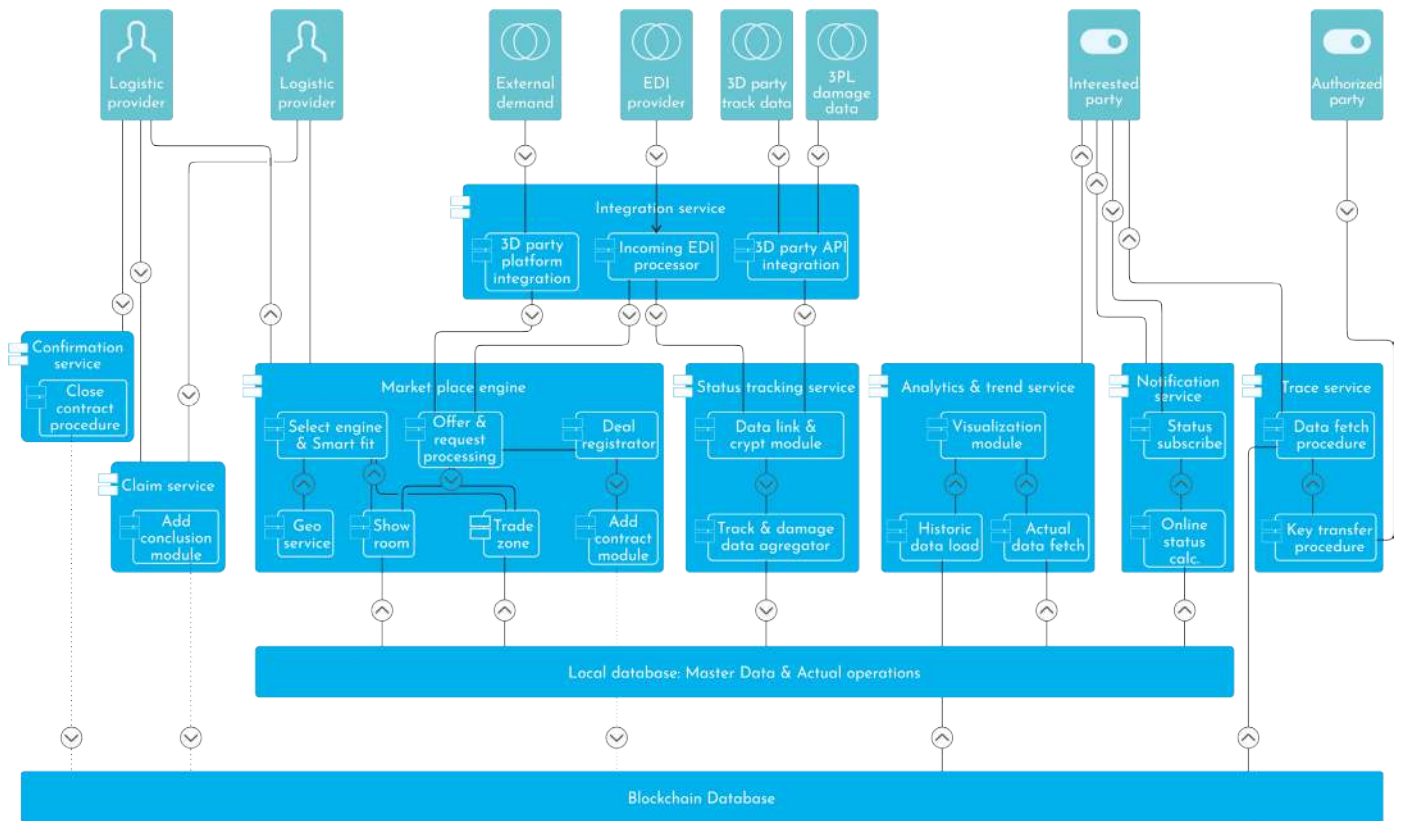 Logistic
provider
Logistic
provider
External
demand
EDI
provider
3D party
track data
3PL
damage
data
Interested
party
Authorized
party
Integration service
3D party
platform
integration
Incoming EDI
processor
3D party API
integration
Confirmation
service
Close
contract
procedure
Claim service
Add
conclusion
module
Market place engine
Select engine
& Smart fit
Offer &
request
processing
Deal
registrator
Geo
service
Show
room
Trade
zone
Add
contract
module
Status tracking service
Data link
& crypt module
Track & damage
data agregator
Analytics & trend service
Visualization
module
Historic
data load
Actual
data fetch
Notification
service
Status
subscribe
Online
status
calc.
Trace service
Data fetch
procedure
Key transfer
procedure
Local database: Master Data & Actual operations
Blockchain Database